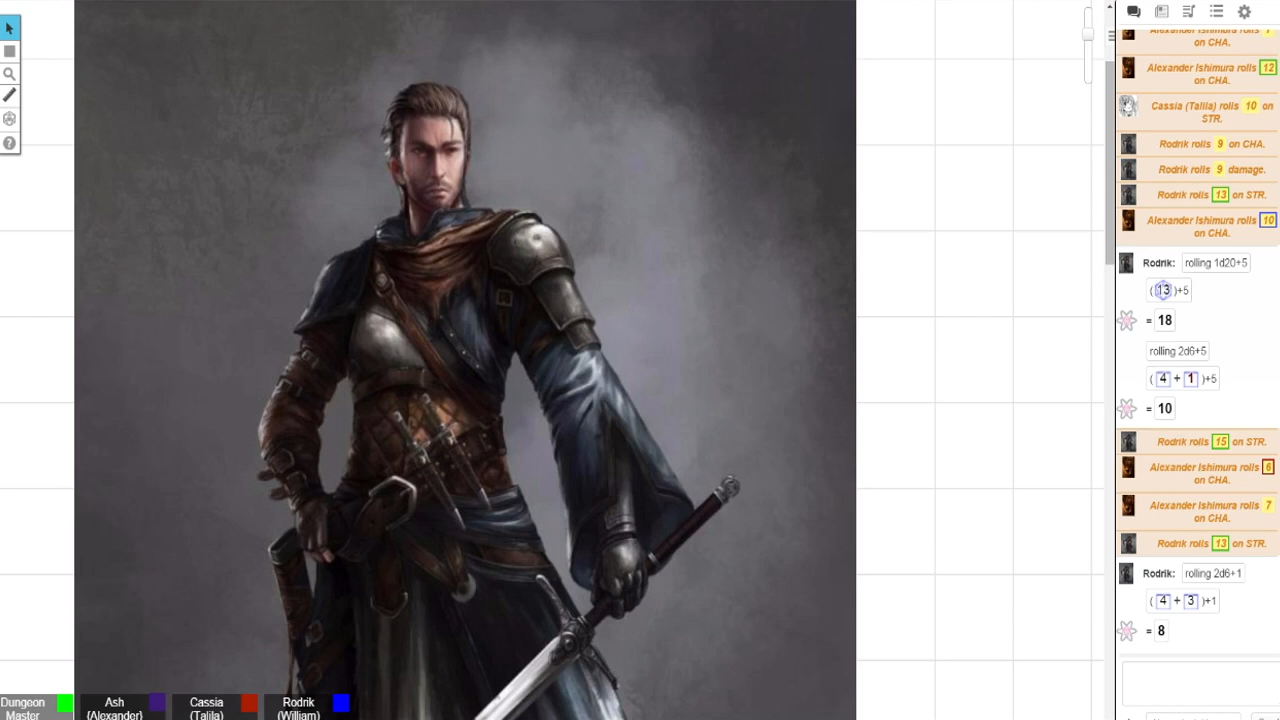 Alexander Ishimura rolls 7
on CHA.
Alexander Ishimura rolls 12
on CHA.
Cassia (Talila) rolls 10 on
STR.
Rodrik rolls 9 on CHA.
Rodrik rolls 9 damage.
Rodrik rolls 13 on STR.
Alexander Ishimura rolls 10
on CHA.
Rodrik: rolling 1d20+5
(13)+5
= 18
rolling 2d6+5
(4+1)+5
= 10
Rodrik rolls 15 on STR.
Alexander Ishimura rolls 6
on CHA.
Alexander Ishimura rolls 7
on CHA.
Rodrik rolls 13 on STR.
Rodrik: rolling 2d6+1
(4+3)+1
= 8
Dungeon
Master
Ash
(Alexander)
Cassia
(Talila)
Rodrik
(William)